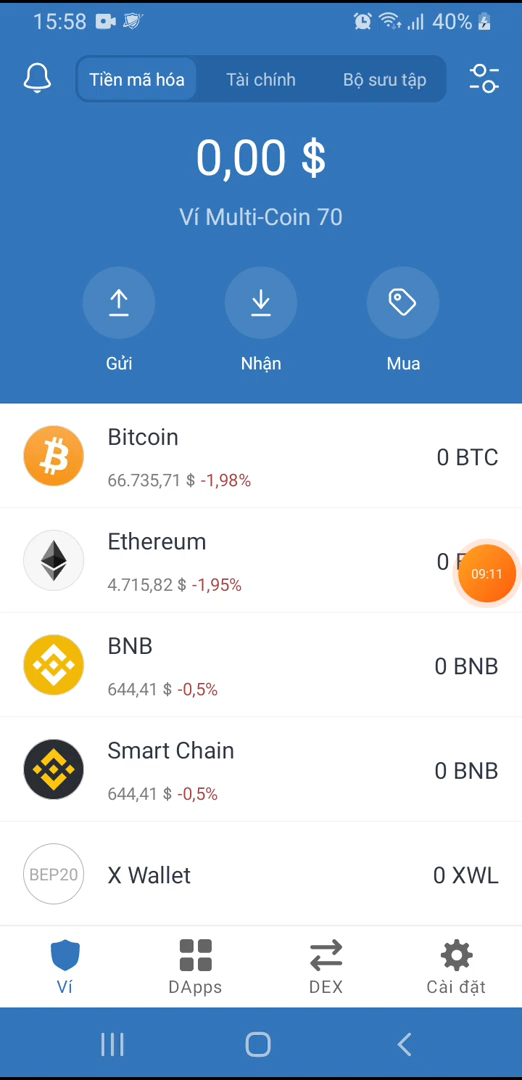 15:58 40%
Tiền mã hóa Tài chính Bộ sưu tập
0,00 $
Ví Multi-Coin 70
Gửi Nhận Mua
Bitcoin
66.735,71 $ -1,98%
0 BTC
Ethereum
4.715,82 $ -1,95%
0
09:11
BNB
644,41 $ -0,5%
0 BNB
Smart Chain
644,41 $ -0,5%
0 BNB
BEP20 X Wallet 0 XWL
Ví DApps DEX Cài đặt